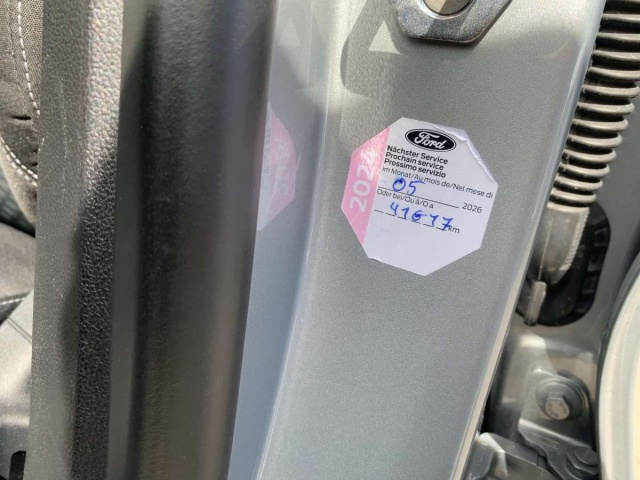 Ford
2024
Nächster Service
Prochain service
Prossimo servizio
im Monat/Au mois de/Nel mese di
05 2026
Oder bei/Ou à/O a
41617 km